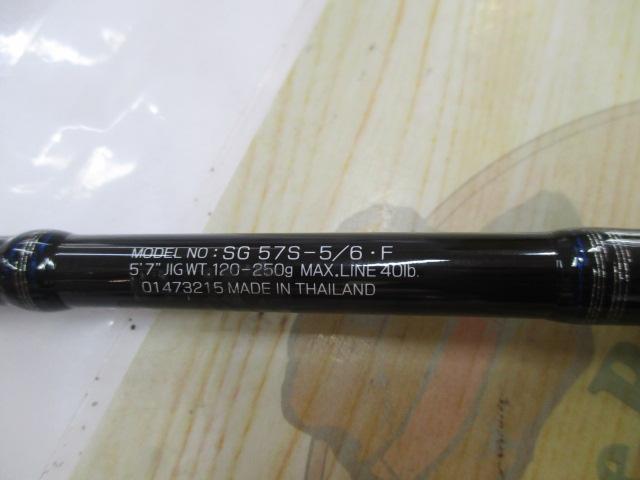 MODEL NO : SG 57S-5/6・F
5'7" JIG WT. 120-250g MAX. LINE 40lb.
01473215 MADE IN THAILAND